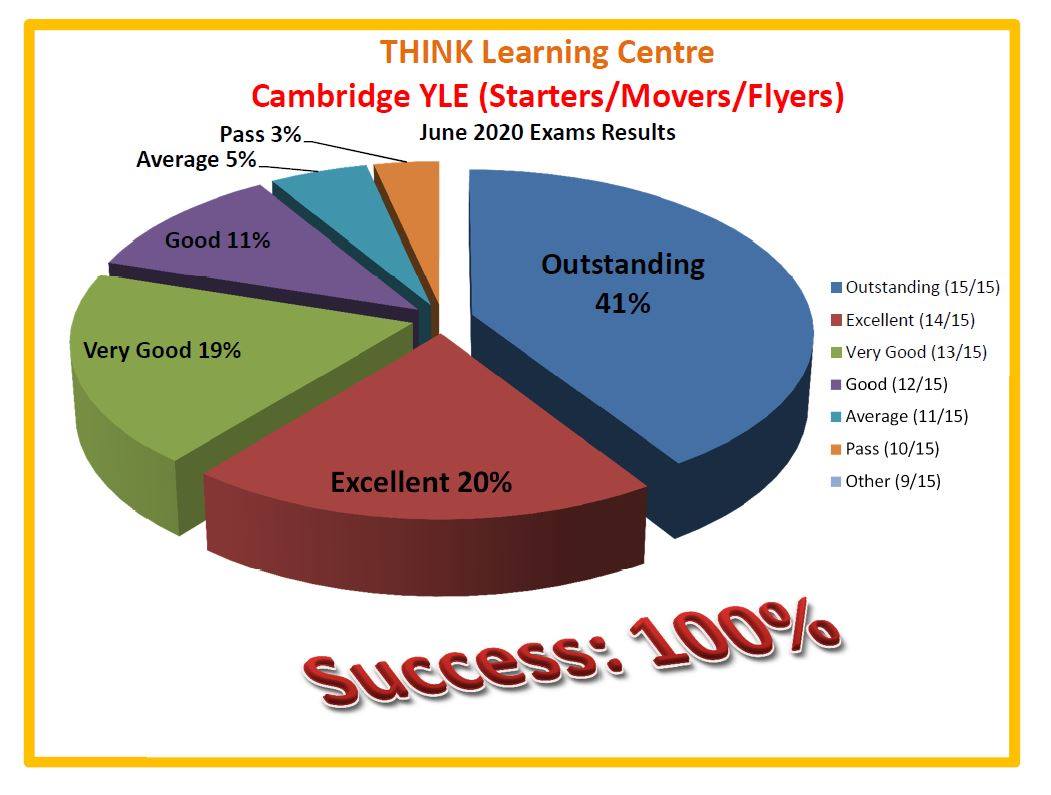 THINK Learning Centre
Cambridge YLE (Starters/Movers/Flyers)
June 2020 Exams Results
Pass 3%
Average 5%
Good 11%
Very Good 19%
Excellent 20%
Outstanding
41%
Outstanding (15/15)
Excellent (14/15)
Very Good (13/15)
Good (12/15)
Average (11/15)
Pass (10/15)
Other (9/15)
Success: 100%